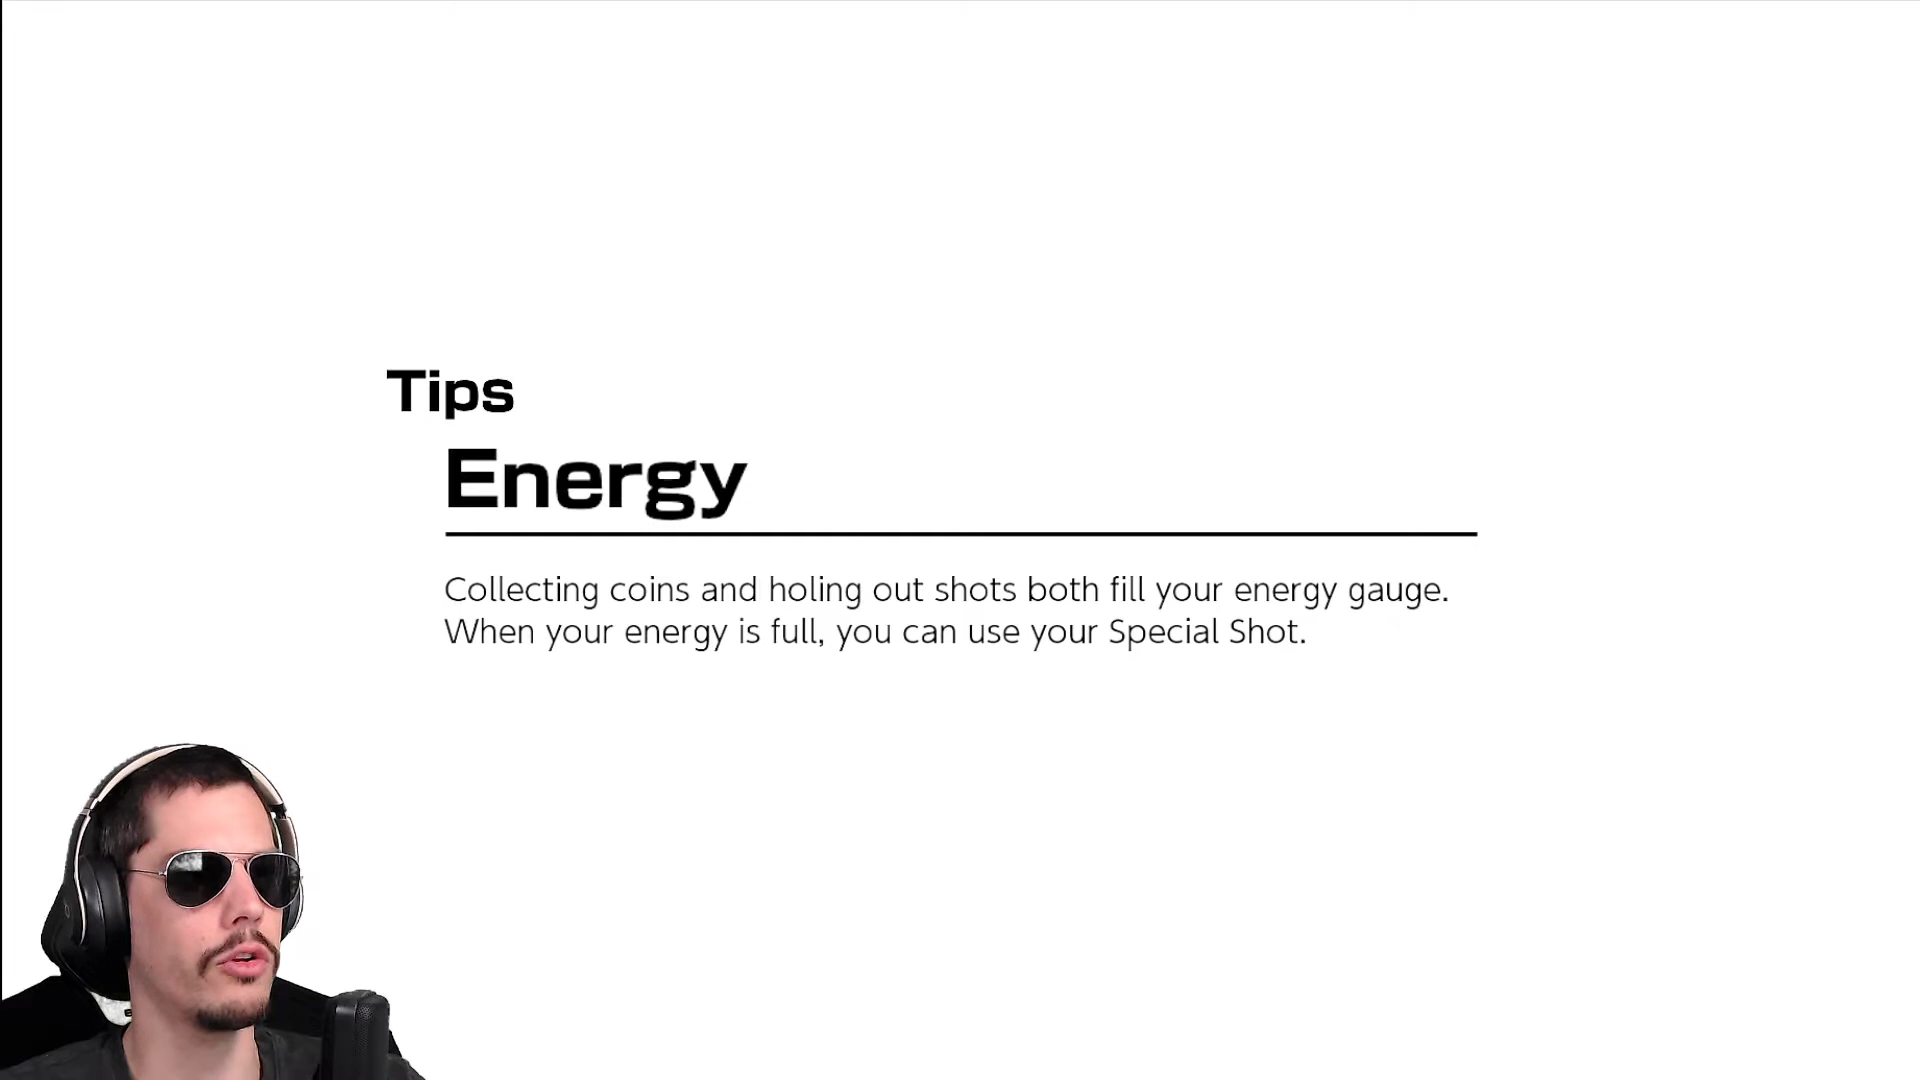 Tips
Energy
Collecting coins and holing out shots both fill your energy gauge.
When your energy is full, you can use your Special Shot.